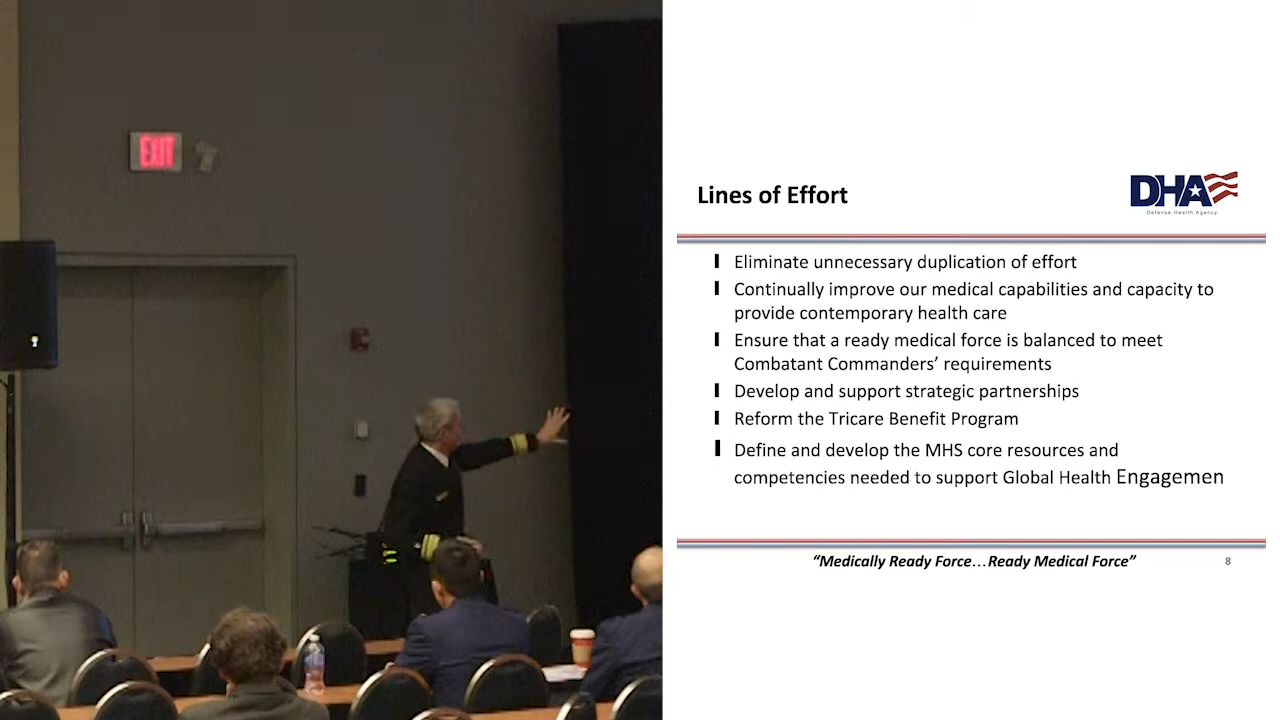 EXIT
Lines of Effort
DHA
Defense Health Agency
Eliminate unnecessary duplication of effort
Continually improve our medical capabilities and capacity to
provide contemporary health care
Ensure that a ready medical force is balanced to meet
Combatant Commanders’ requirements
Develop and support strategic partnerships
Reform the Tricare Benefit Program
Define and develop the MHS core resources and
competencies needed to support Global Health Engagemen
“Medically Ready Force…Ready Medical Force”
8